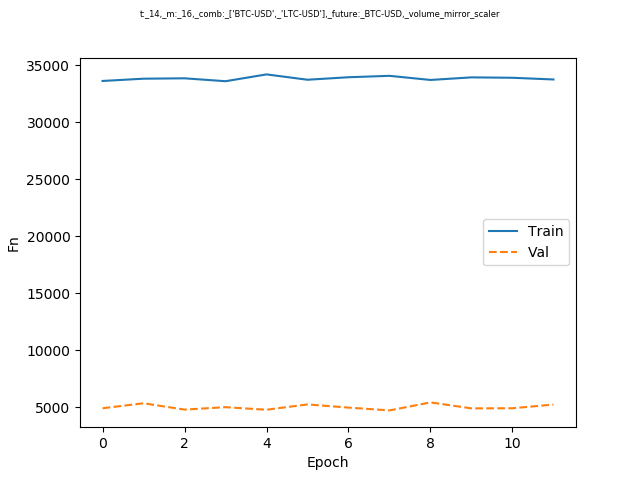 t:_14,_m:_16,_comb:_['BTC-USD',_'LTC-USD'],_future:_BTC-USD,_volume_mirror_scaler
35000
30000
25000
20000
15000
10000
5000
Fn
Train
Val
0 2 4 6 8 10
Epoch